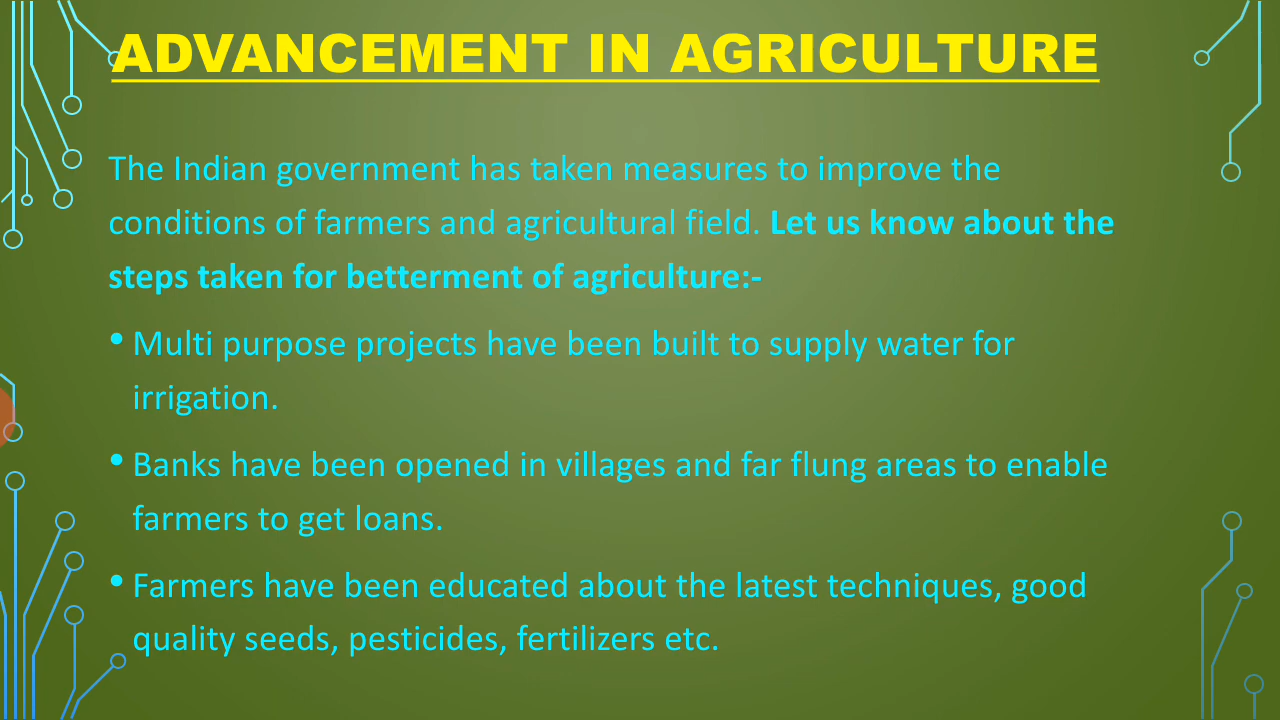 ADVANCEMENT IN AGRICULTURE
The Indian government has taken measures to improve the
conditions of farmers and agricultural field. Let us know about the
steps taken for betterment of agriculture:-
• Multi purpose projects have been built to supply water for
irrigation.
• Banks have been opened in villages and far flung areas to enable
farmers to get loans.
• Farmers have been educated about the latest techniques, good
quality seeds, pesticides, fertilizers etc.